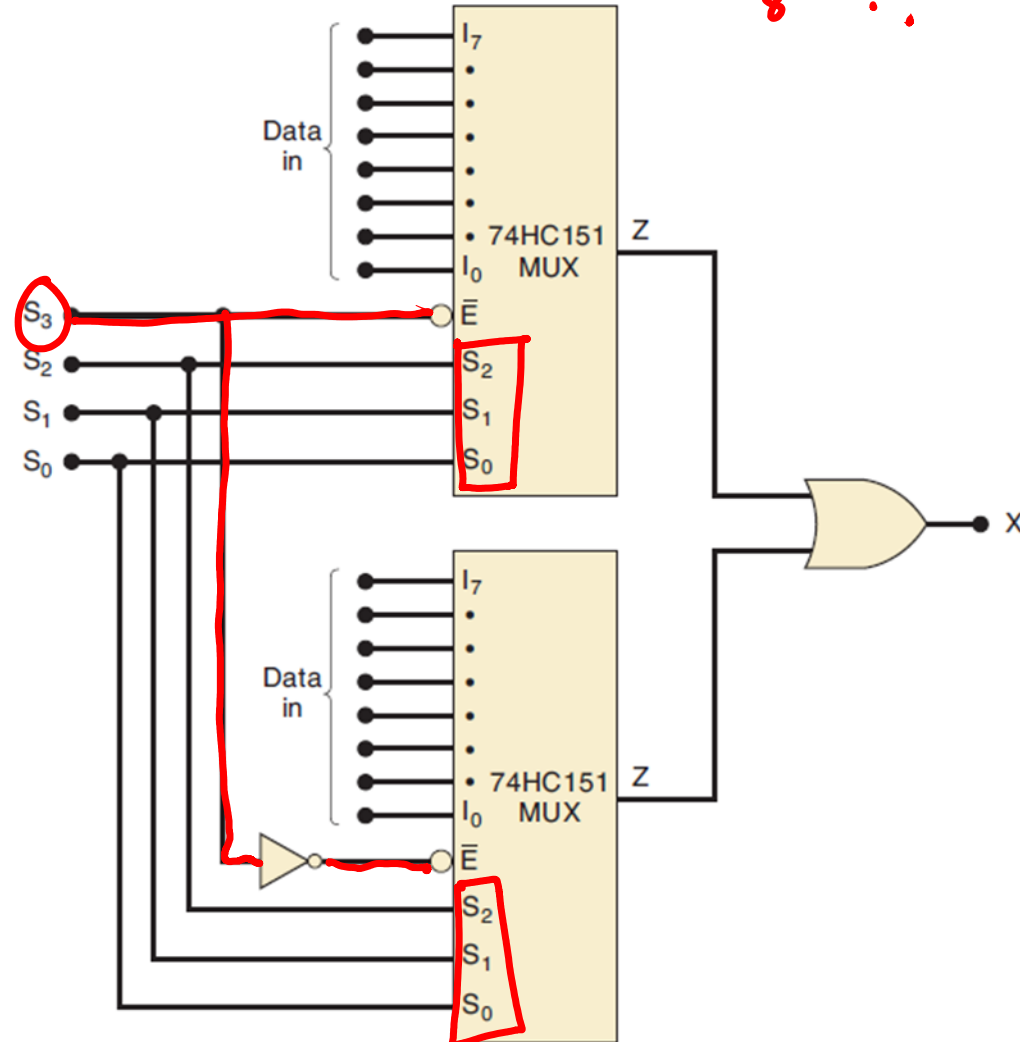 8
I₇
Data
in
74HC151
MUX
Z
I₀
S₃
E̅
S₂
S₂
S₁
S₁
S₀
S₀
X
I₇
Data
in
74HC151
MUX
Z
I₀
E̅
S₂
S₁
S₀